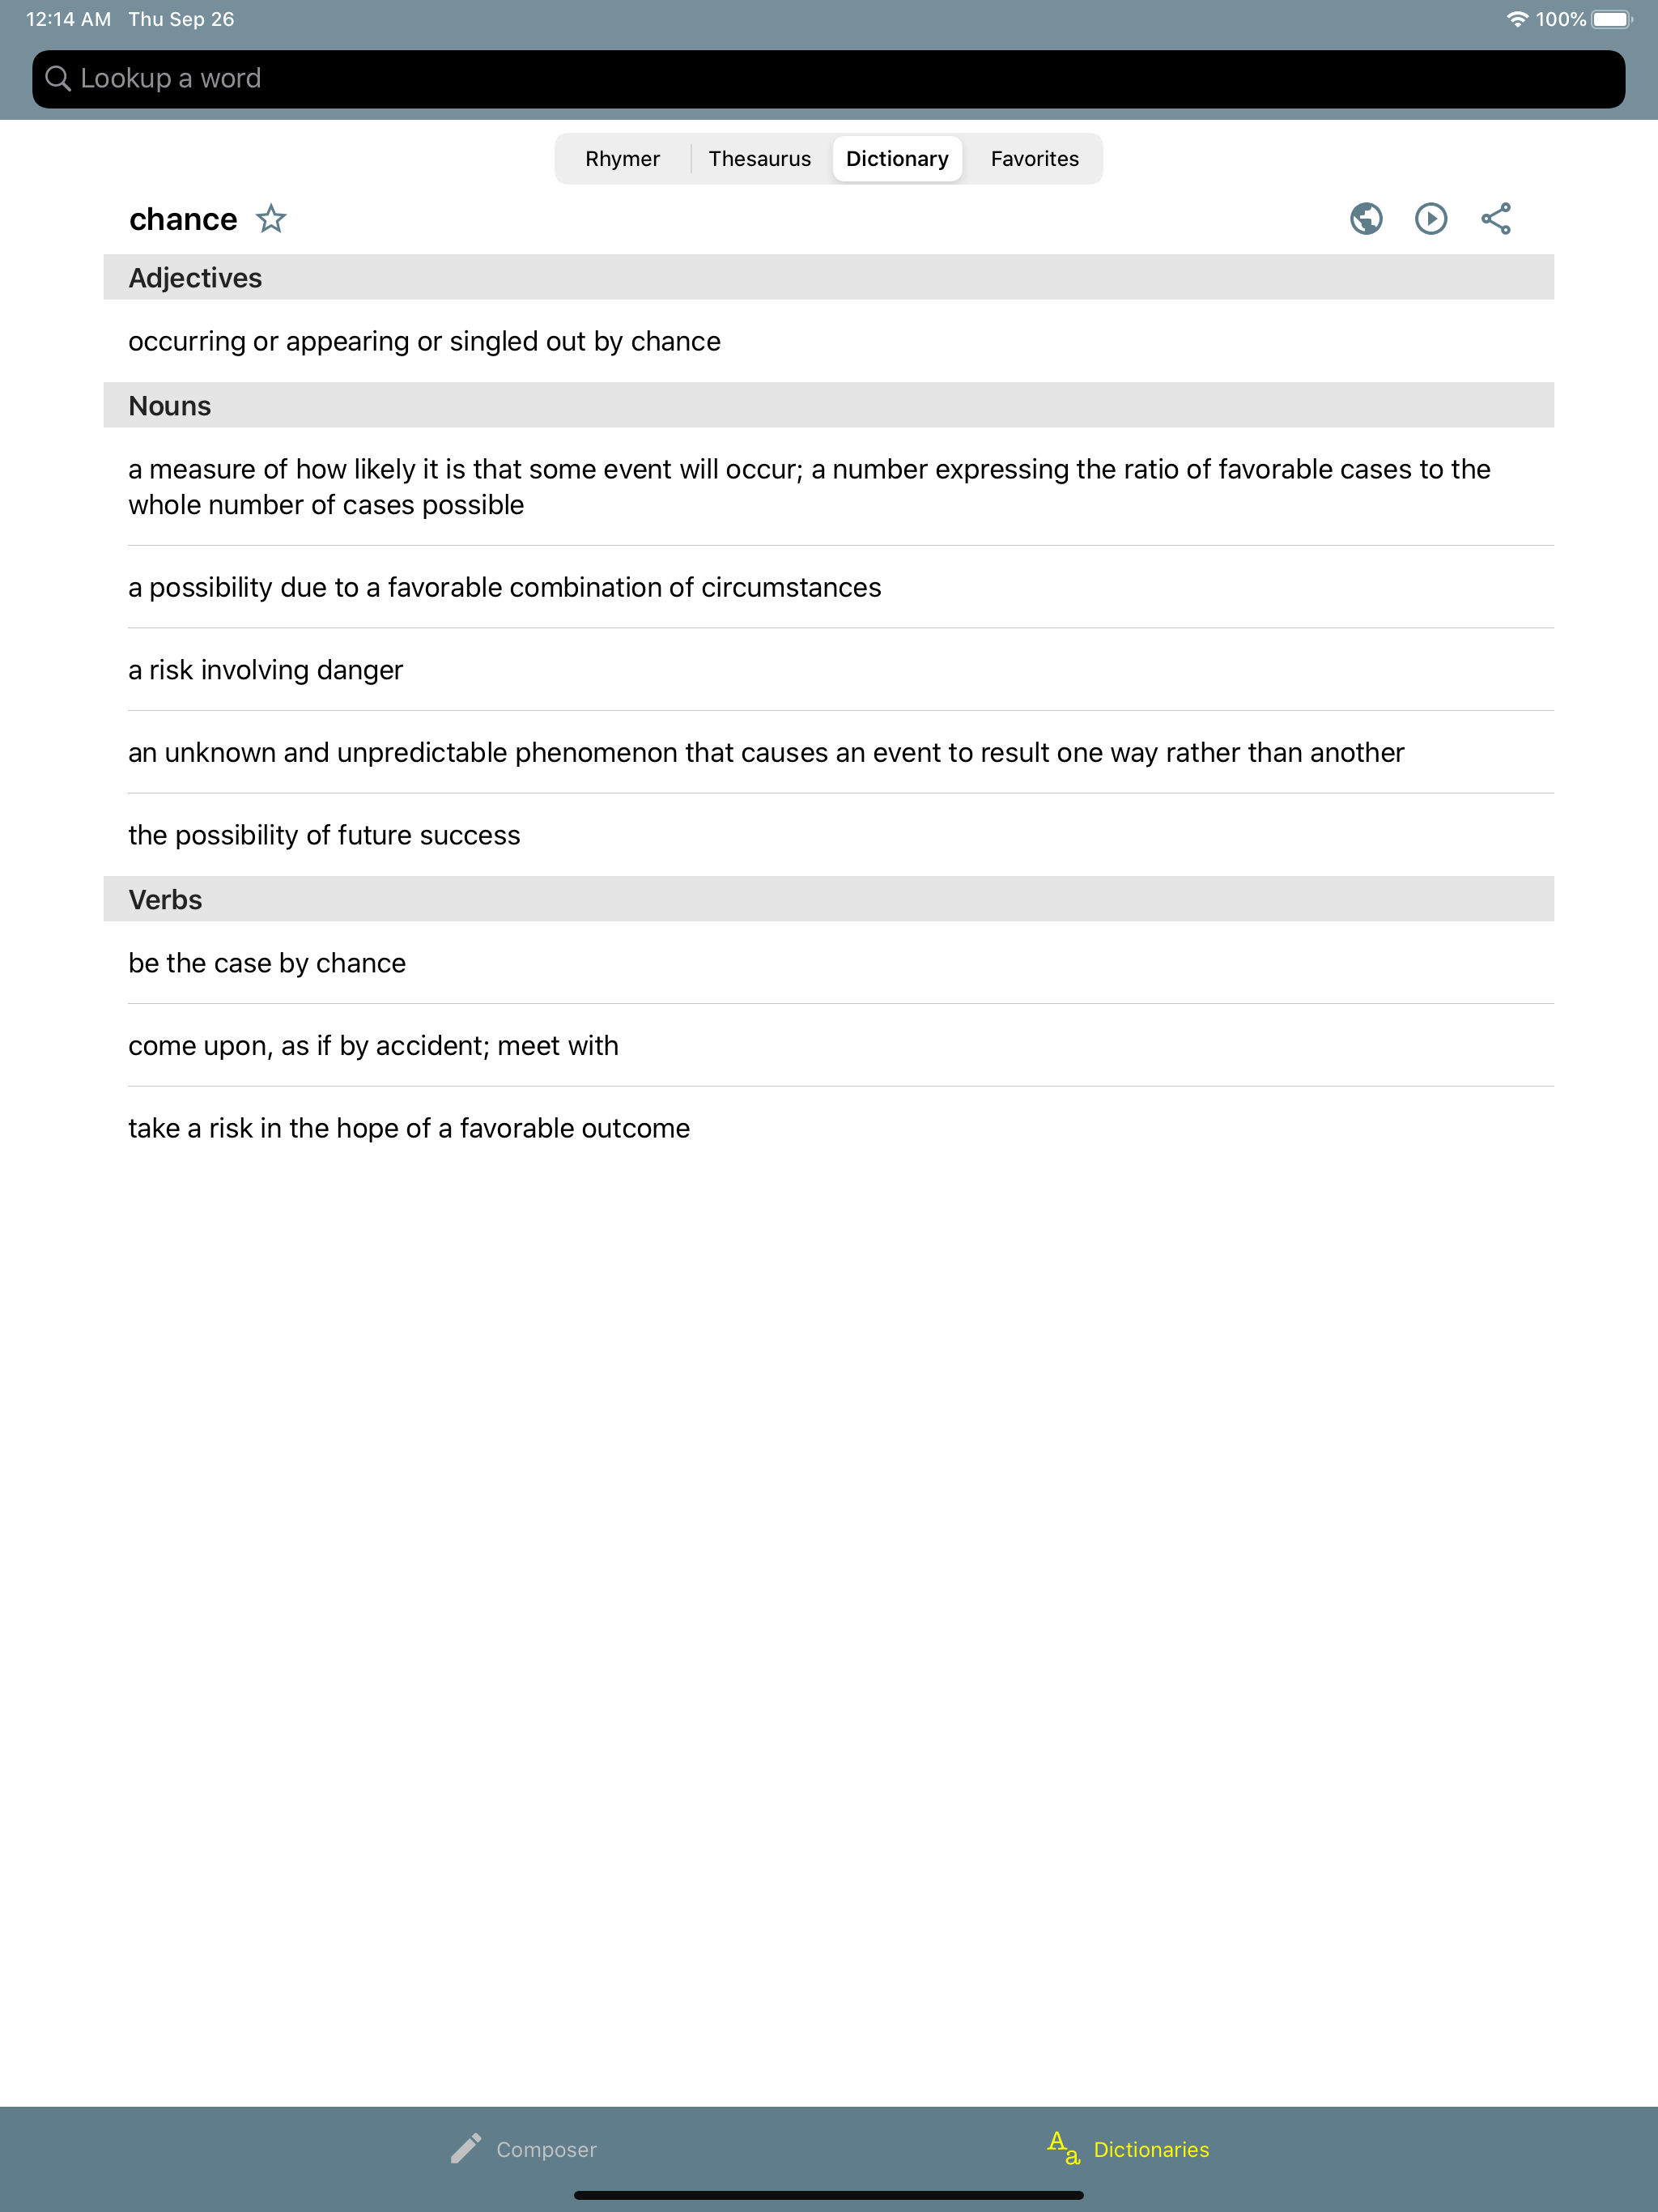 12:14 AM Thu Sep 26 100%
Lookup a word
Rhymer Thesaurus Dictionary Favorites
chance
Adjectives
occurring or appearing or singled out by chance
Nouns
a measure of how likely it is that some event will occur; a number expressing the ratio of favorable cases to the
whole number of cases possible
a possibility due to a favorable combination of circumstances
a risk involving danger
an unknown and unpredictable phenomenon that causes an event to result one way rather than another
the possibility of future success
Verbs
be the case by chance
come upon, as if by accident; meet with
take a risk in the hope of a favorable outcome
Composer Aa Dictionaries